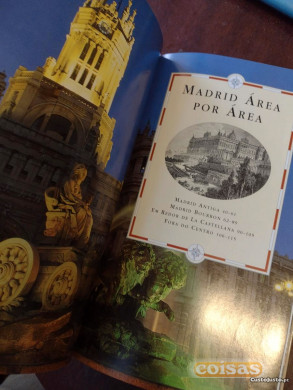 MADRID ÁREA
POR ÁREA
MADRID ANTIGA
MADRID BOURBON
EM REDOR DE LA CASTELLANA
FORA DO CENTRO
coisas